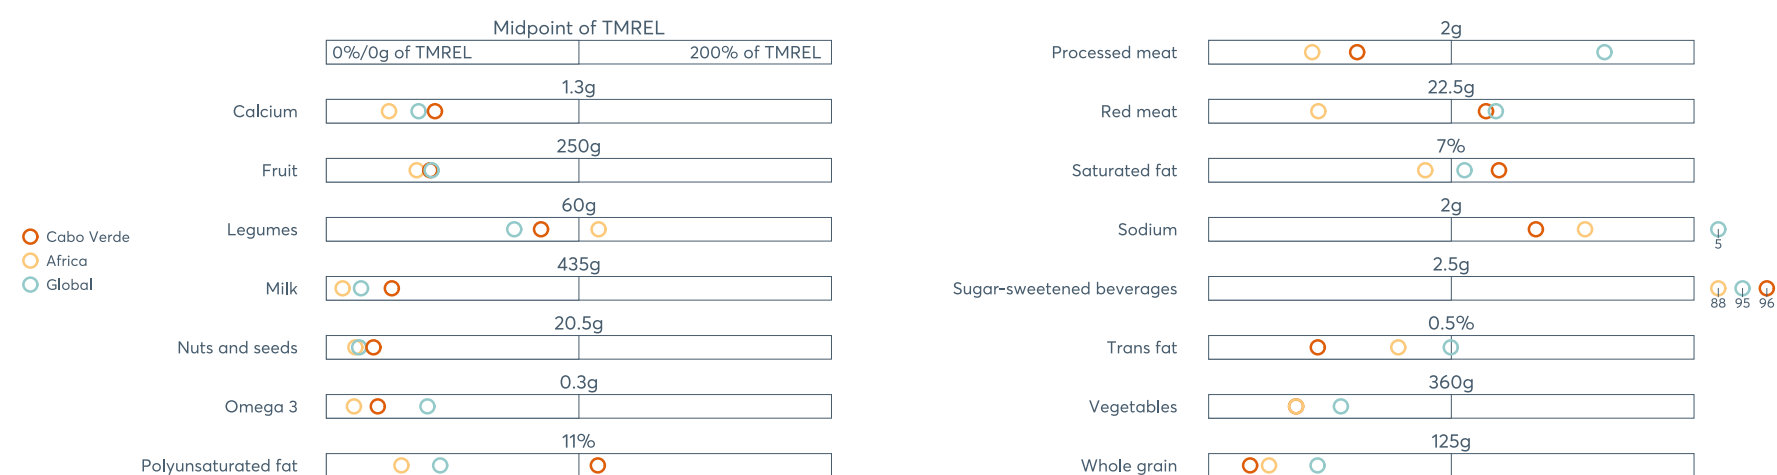 Midpoint of TMREL
0%/0g of TMREL 200% of TMREL
1.3g
Calcium
250g
Fruit
60g
Legumes
435g
Milk
20.5g
Nuts and seeds
0.3g
Omega 3
11%
Polyunsaturated fat
Cabo Verde
Africa
Global
2g
Processed meat
22.5g
Red meat
7%
Saturated fat
2g
Sodium
5
2.5g
Sugar-sweetened beverages
88 95 96
0.5%
Trans fat
360g
Vegetables
125g
Whole grain